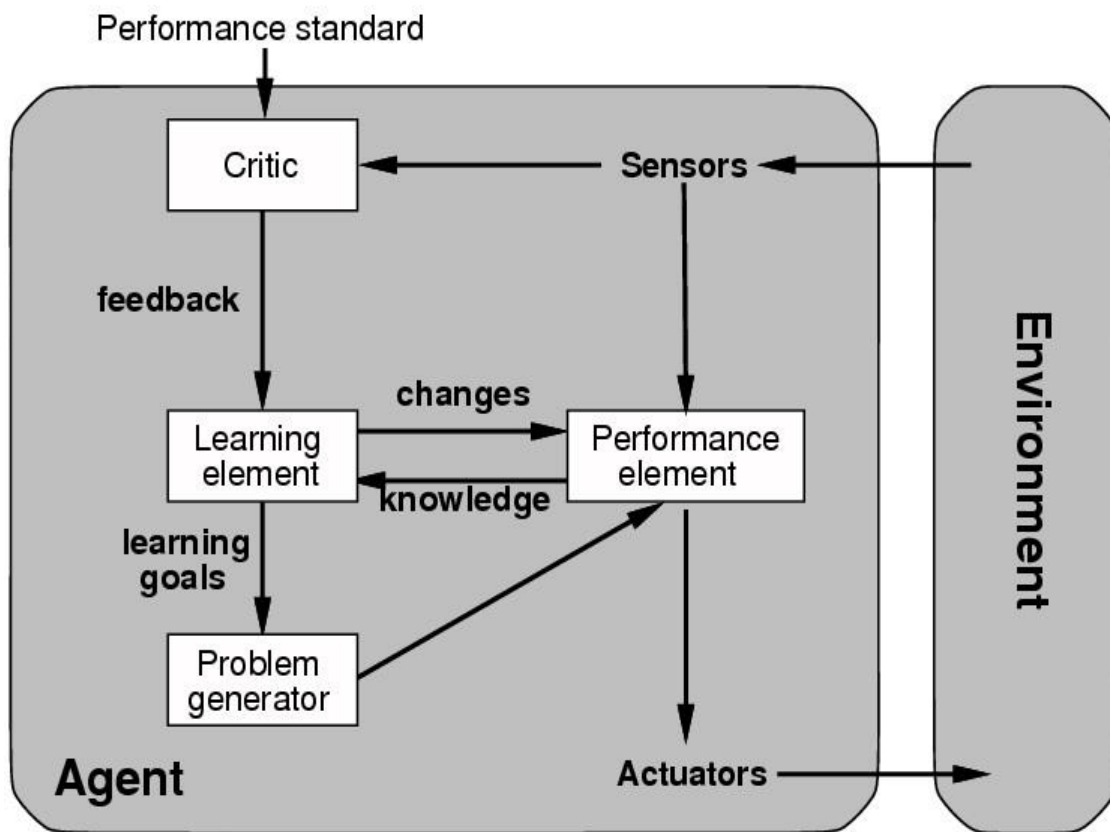 Performance standard
Critic
Sensors
feedback
changes
Learning
element
Performance
element
knowledge
learning
goals
Problem
generator
Agent
Actuators
Environment